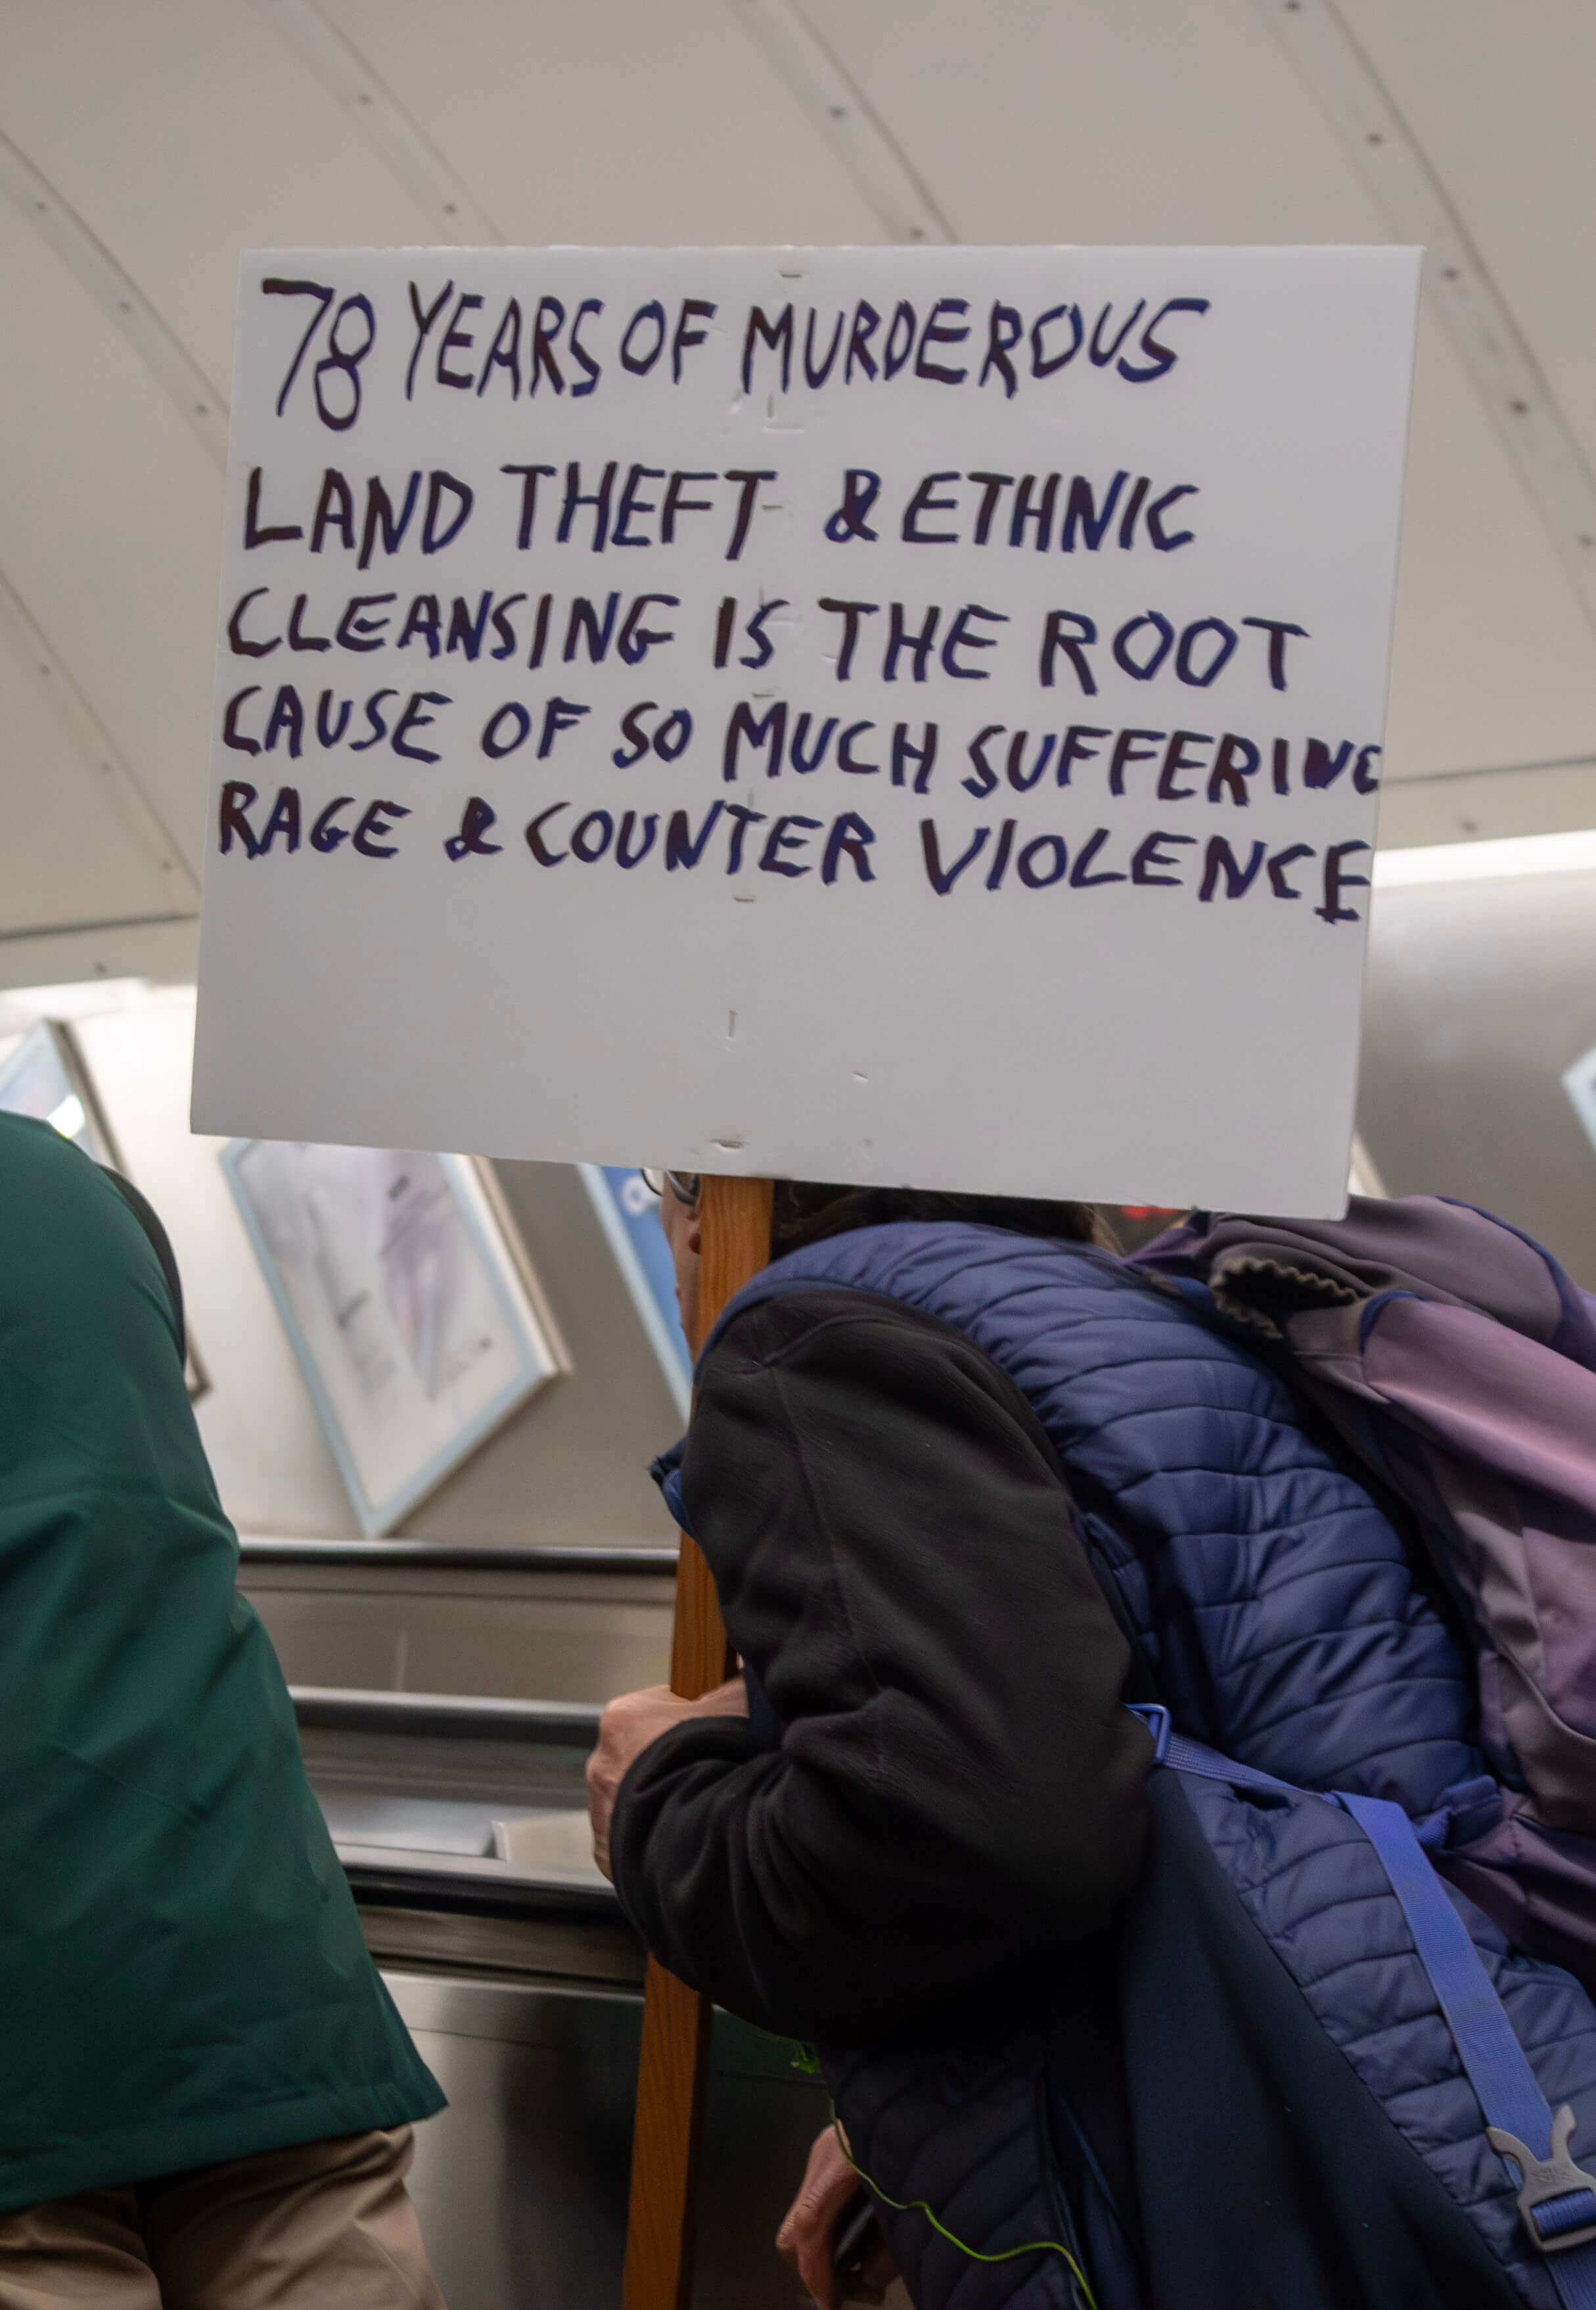 78 YEARS OF MURDEROUS
LAND THEFT & ETHNIC
CLEANSING IS THE ROOT
CAUSE OF SO MUCH SUFFERING
RAGE & COUNTER VIOLENCE